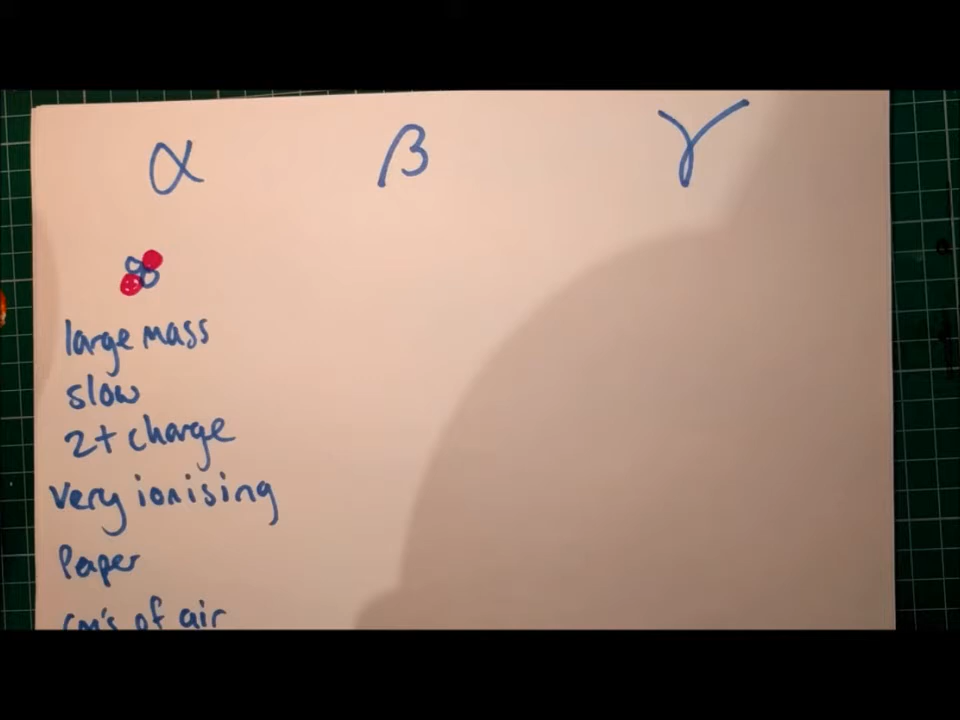 α β γ
large mass
slow
2+ charge
very ionising
Paper
cm's of air